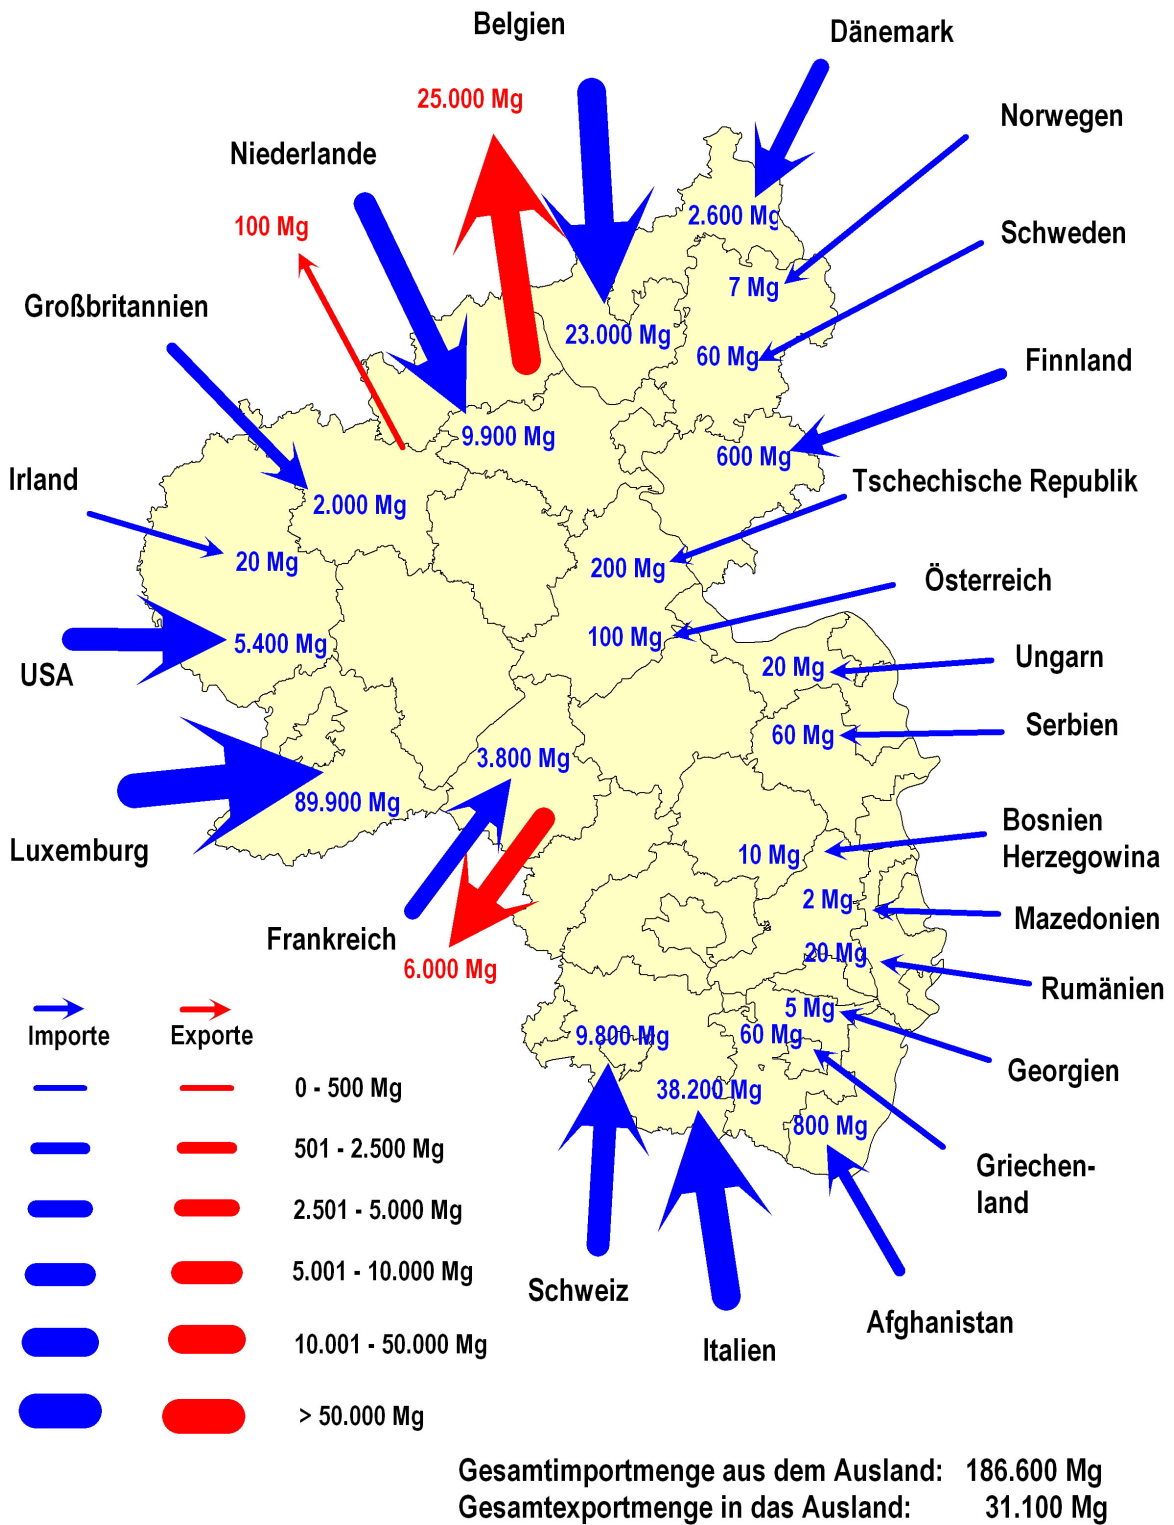 Belgien
Dänemark
25.000 Mg
Norwegen
Niederlande
2.600 Mg
100 Mg
Schweden
7 Mg
Großbritannien
23.000 Mg
60 Mg
Finnland
9.900 Mg
600 Mg
Irland
Tschechische Republik
2.000 Mg
20 Mg
200 Mg
Österreich
5.400 Mg
100 Mg
USA
20 Mg
Ungarn
Serbien
60 Mg
3.800 Mg
89.900 Mg
Luxemburg
Bosnien
Herzegowina
10 Mg
2 Mg
Mazedonien
Frankreich
20 Mg
6.000 Mg
Rumänien
5 Mg
Importe
Exporte
9.800 Mg
60 Mg
Georgien
0 - 500 Mg
38.200 Mg
800 Mg
501 - 2.500 Mg
Griechen-
land
2.501 - 5.000 Mg
5.001 - 10.000 Mg
Schweiz
Afghanistan
10.001 - 50.000 Mg
Italien
> 50.000 Mg
Gesamtimportmenge aus dem Ausland: 186.600 Mg
Gesamtexportmenge in das Ausland: 31.100 Mg